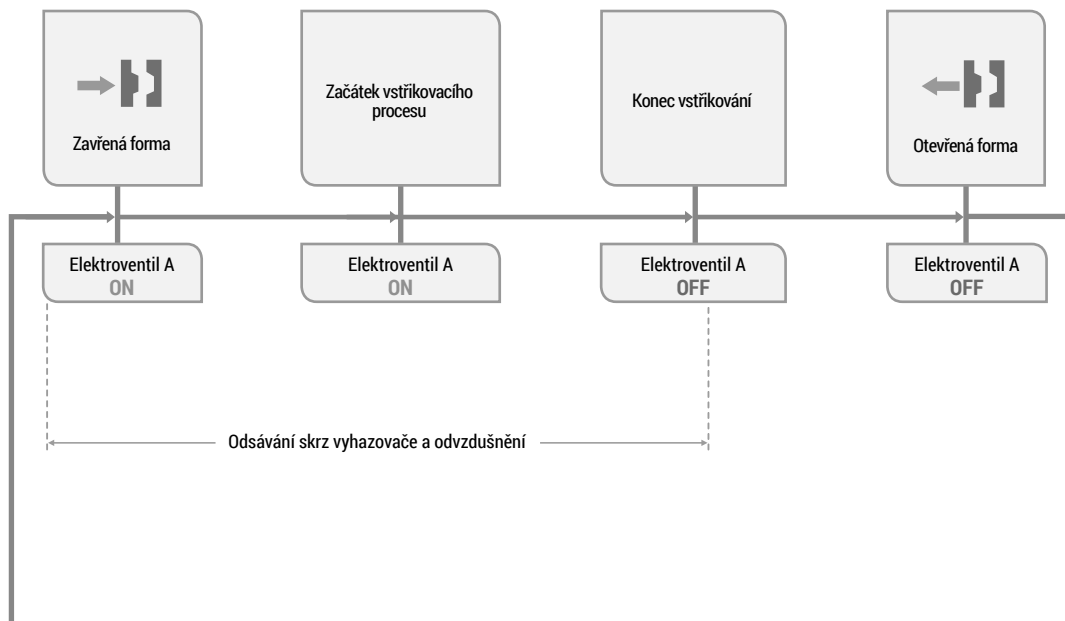 Zavřená forma
Začátek vstřikovacího
procesu
Konec vstřikování
Otevřená forma
Elektroventil A
ON
Elektroventil A
ON
Elektroventil A
OFF
Elektroventil A
OFF
Odsávání skrz vyhazovače a odvzdušnění